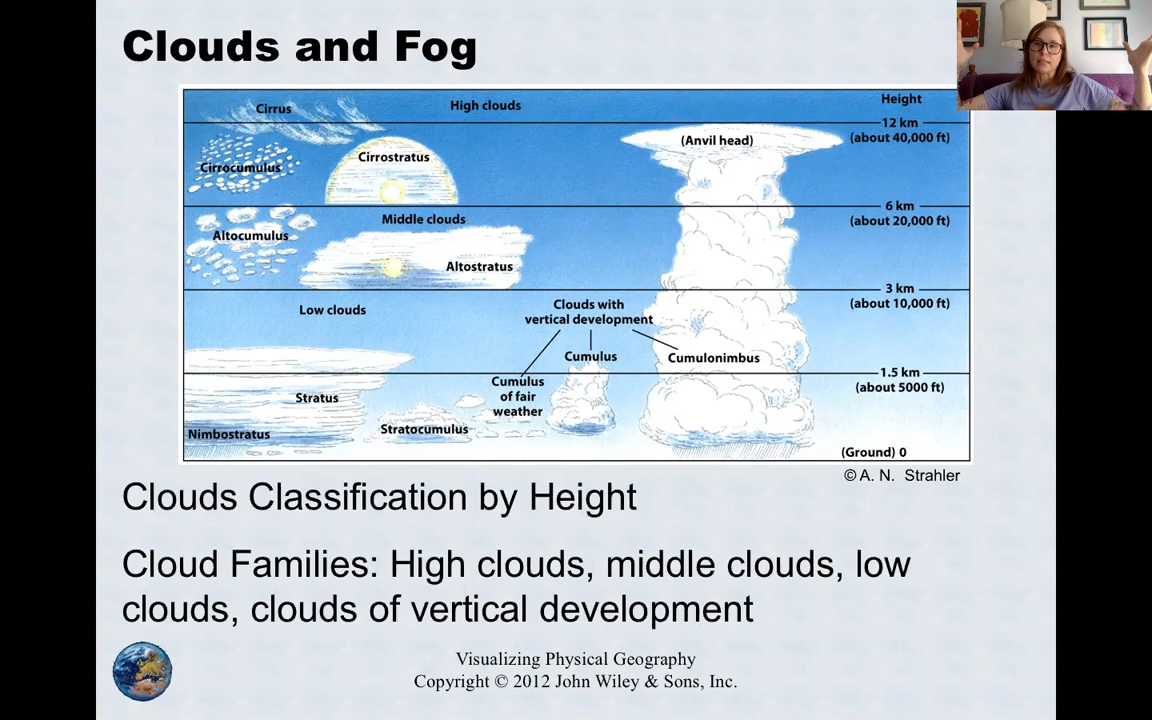 Clouds and Fog
Cirrus
High clouds
Height
12 km
(about 40,000 ft)
(Anvil head)
Cirrostratus
Cirrocumulus
6 km
(about 20,000 ft)
Middle clouds
Altocumulus
Altostratus
3 km
(about 10,000 ft)
Low clouds
Clouds with
vertical development
Cumulus
Cumulonimbus
1.5 km
(about 5000 ft)
Cumulus
of fair
weather
Stratus
Stratocumulus
Nimbostratus
(Ground) 0
© A. N. Strahler
Clouds Classification by Height
Cloud Families: High clouds, middle clouds, low
clouds, clouds of vertical development
Visualizing Physical Geography
Copyright © 2012 John Wiley & Sons, Inc.